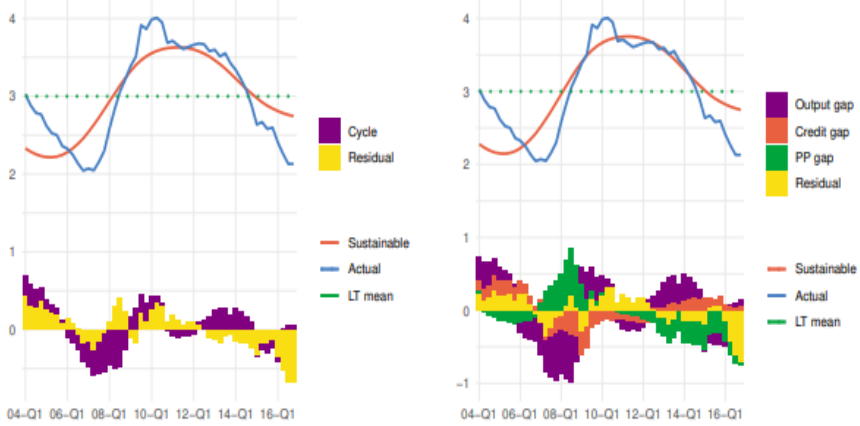 4
3
2
1
0
04-Q1 06-Q1 08-Q1 10-Q1 12-Q1 14-Q1 16-Q1
Cycle
Residual
Sustainable
Actual
LT mean
4
3
2
1
0
−1
04-Q1 06-Q1 08-Q1 10-Q1 12-Q1 14-Q1 16-Q1
Output gap
Credit gap
PP gap
Residual
Sustainable
Actual
LT mean